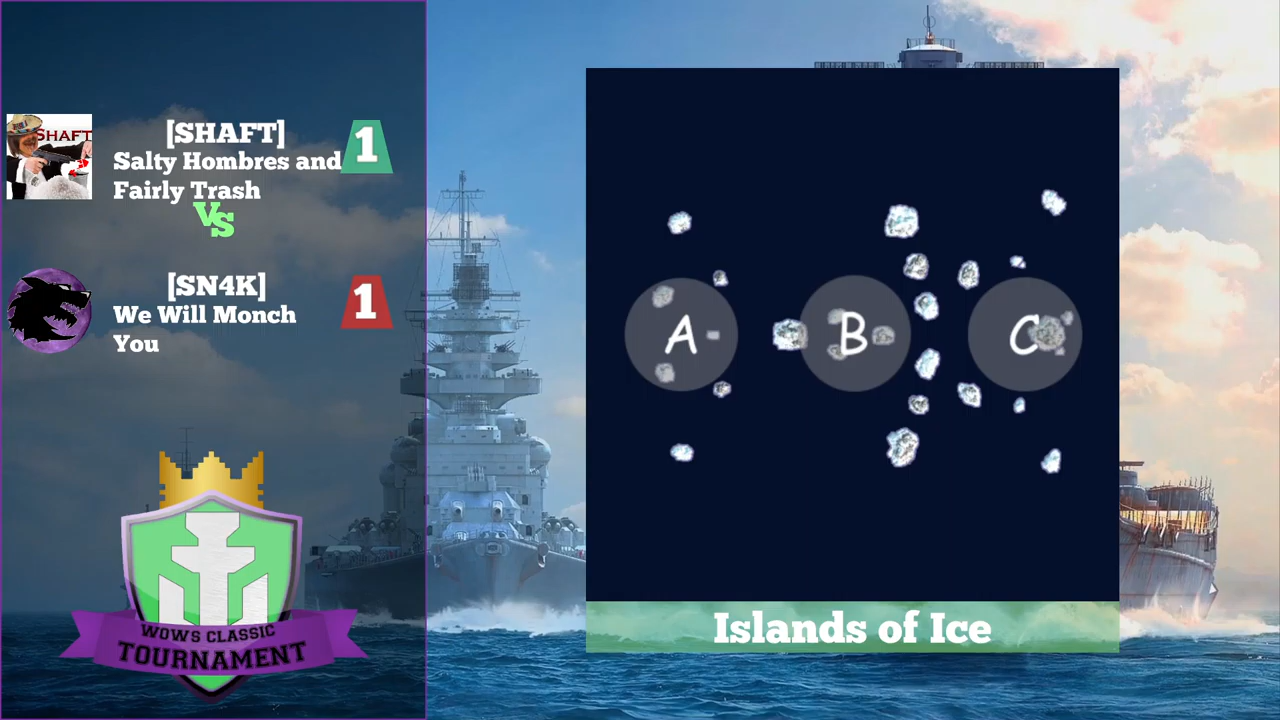 [SHAFT]
SHAFT
Salty Hombres and
Fairly Trash
1
VS
[SN4K]
We Will Monch
You
1
A
B
C
Islands of Ice
WOWS CLASSIC
TOURNAMENT